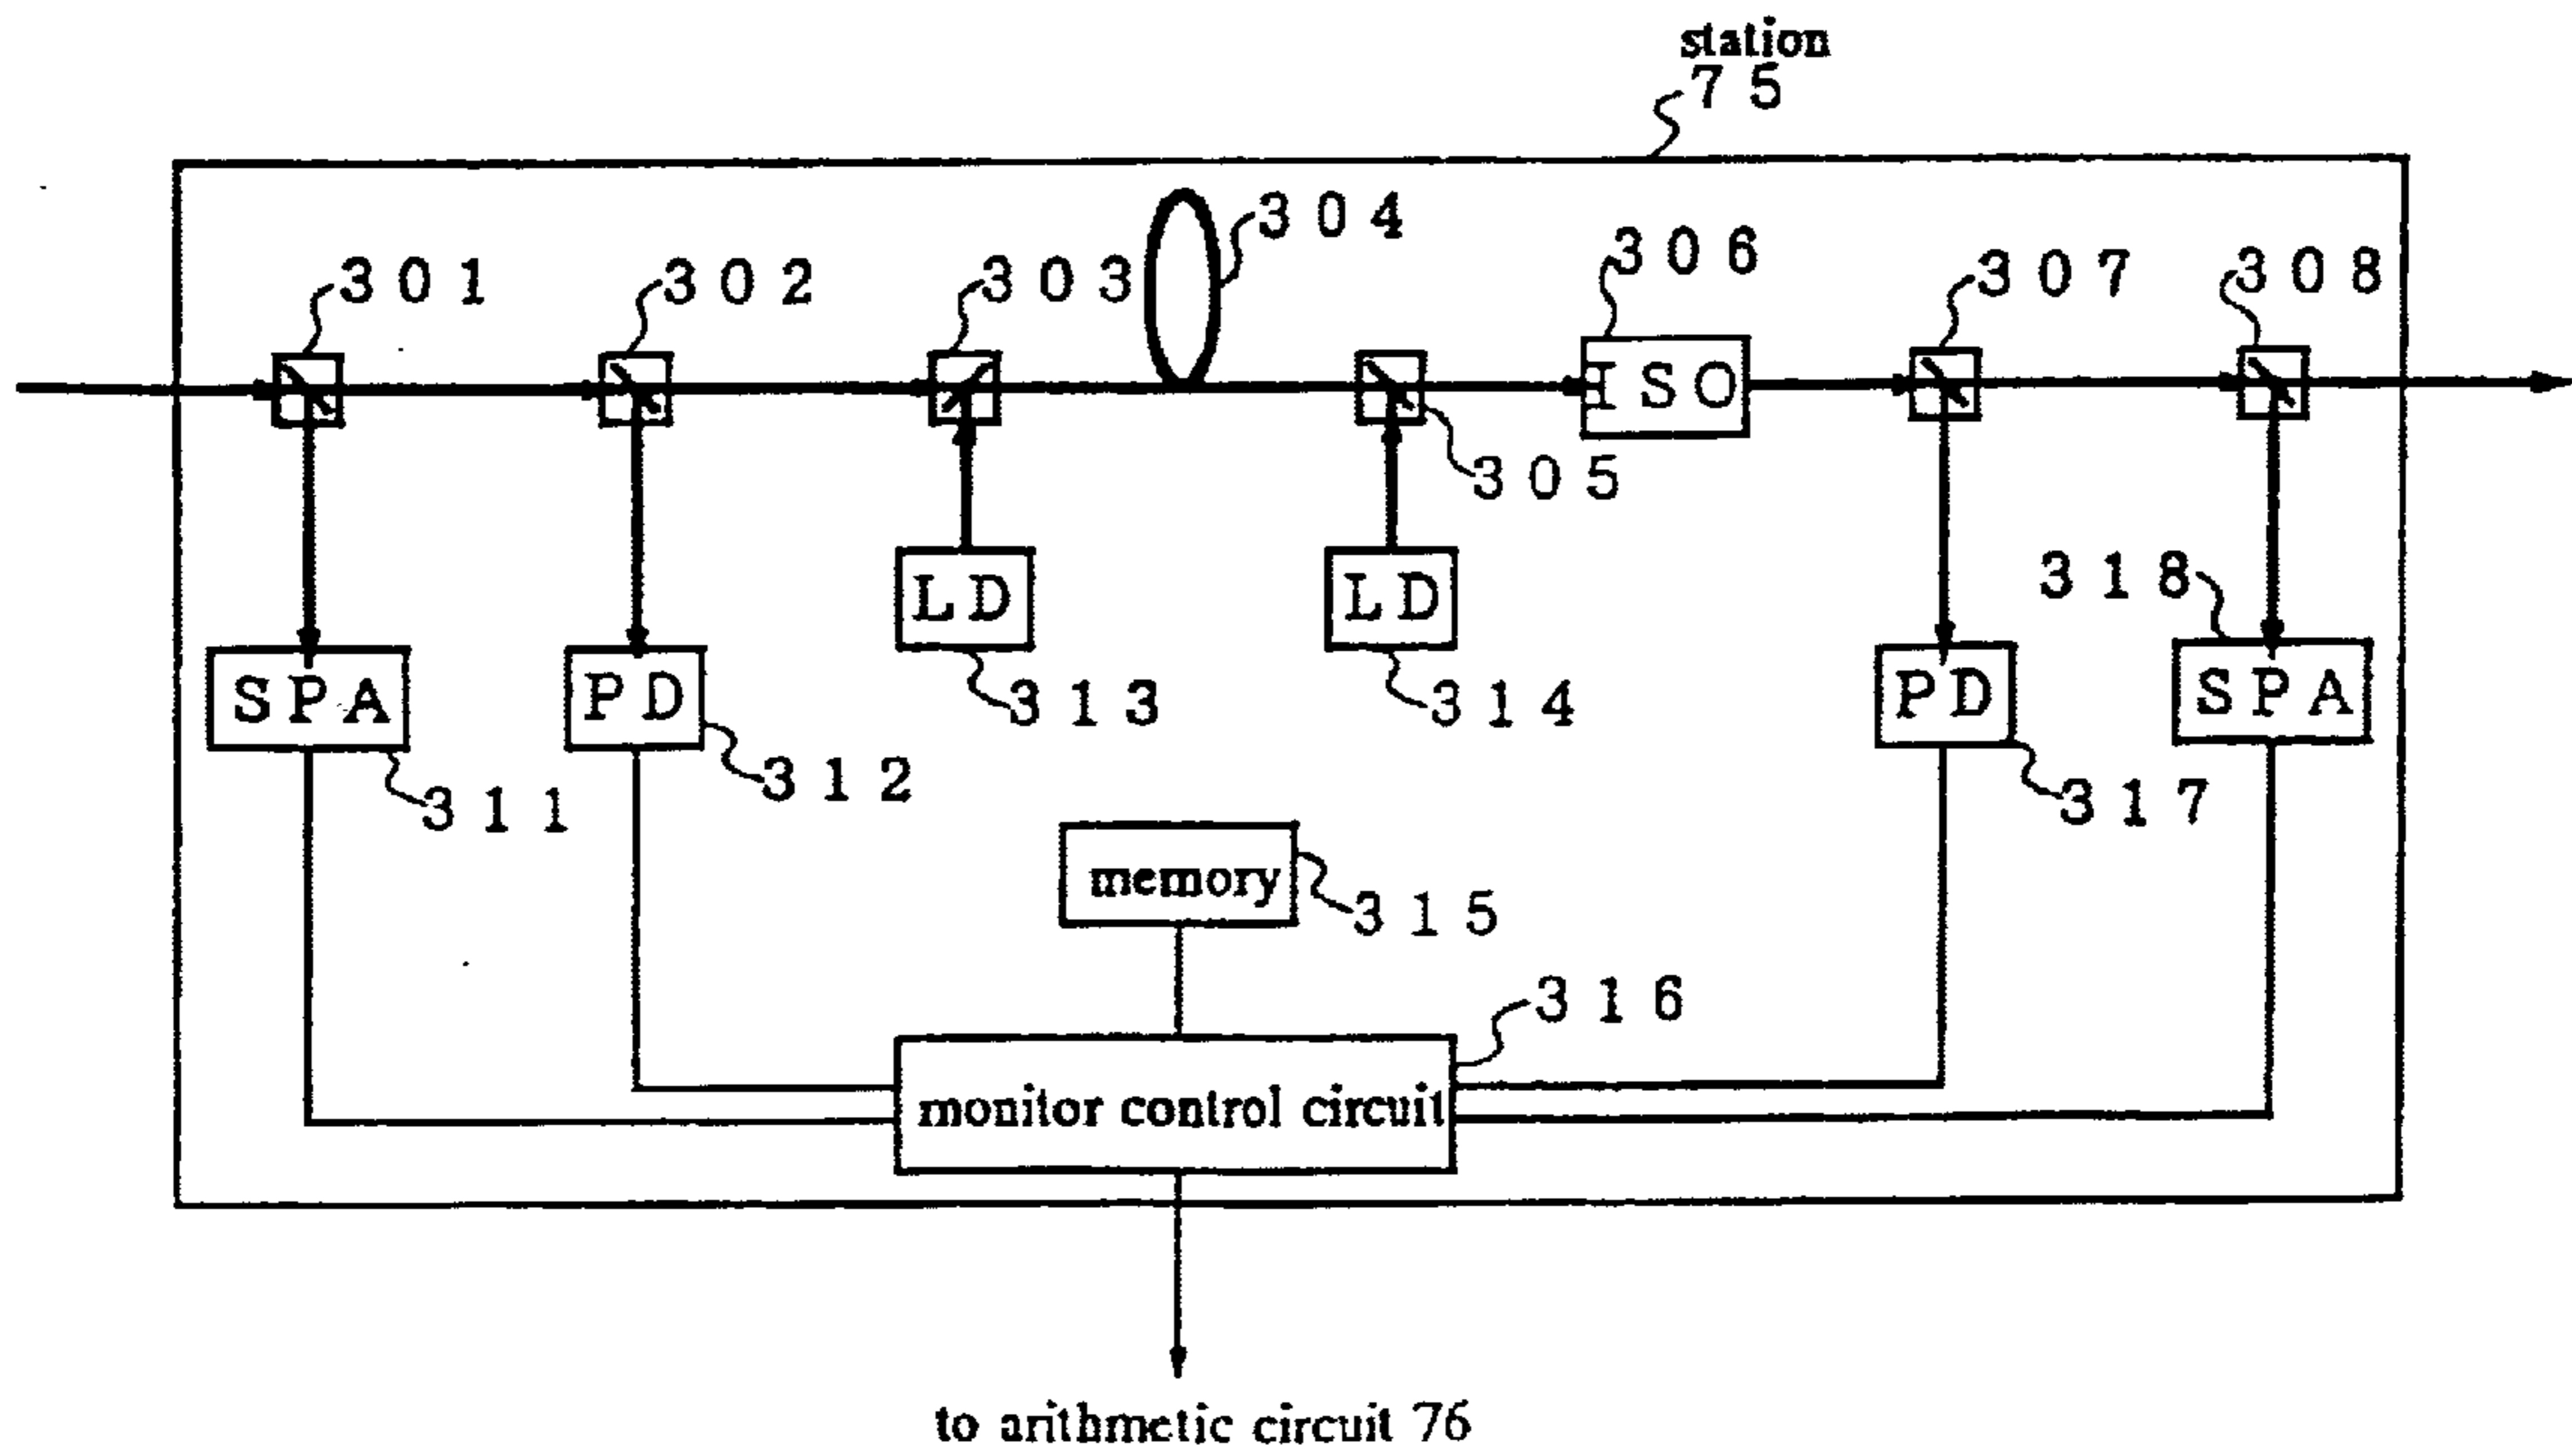 station
75
301
302
303
304
305
306
307
308
ISO
LD
LD
313
314
SPA
PD
311
312
PD
SPA
317
318
memory
315
316
monitor control circuit
to arithmetic circuit 76